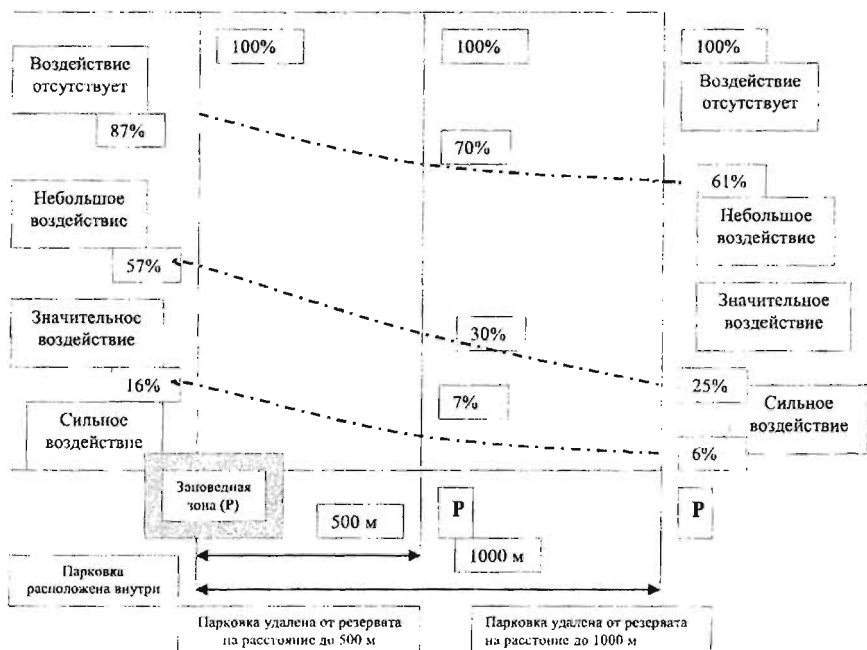 100%
100%
100%
Воздействие
отсутствует
Воздействие
отсутствует
87%
70%
61%
Небольшое
воздействие
Небольшое
воздействие
57%
Значительное
воздействие
Значительное
воздействие
30%
16%
7%
25%
Сильное
воздействие
Сильное
воздействие
6%
Заповедная
зона (Р)
500 м
Р
Р
1000 м
Парковка
расположена внутри
Парковка удалена от резервата
на расстояние до 500 м
Парковка удалена от резервата
на расстоние до 1000 м